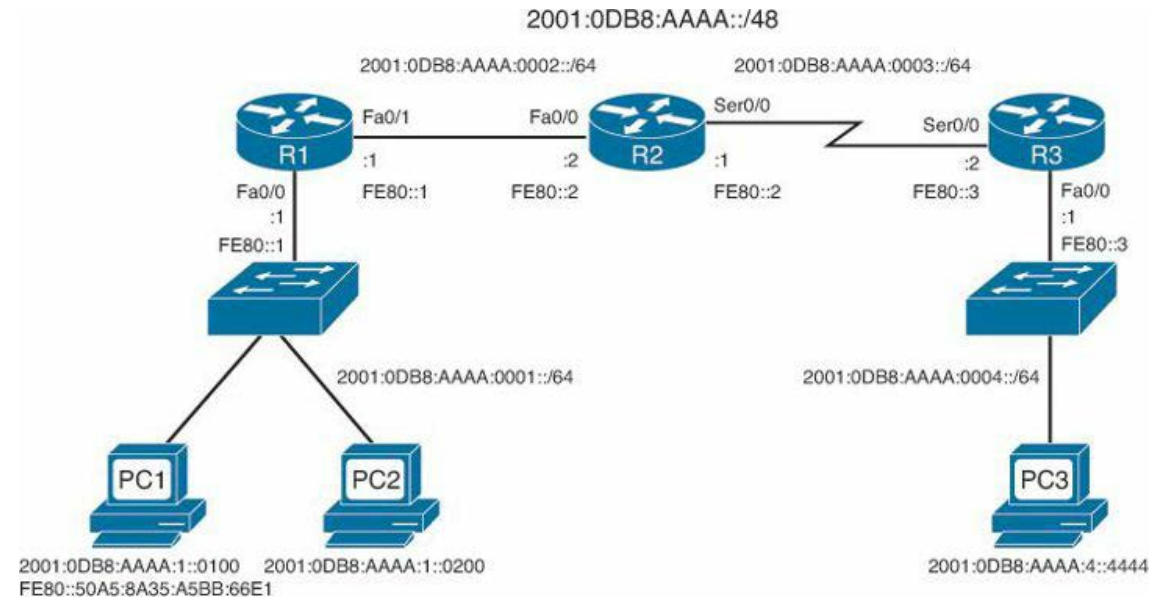 2001:0DB8:AAAA::/48
2001:0DB8:AAAA:0002::/64
2001:0DB8:AAAA:0003::/64
Fa0/1
Fa0/0
Ser0/0
Ser0/0
R1
R2
R3
:1
:2
:1
:2
Fa0/0
FE80::1
FE80::2
FE80::2
FE80::3
Fa0/0
:1
:1
FE80::1
FE80::3
2001:0DB8:AAAA:0001::/64
2001:0DB8:AAAA:0004::/64
PC1
PC2
PC3
2001:0DB8:AAAA:1::0100
2001:0DB8:AAAA:1::0200
2001:0DB8:AAAA:4::4444
FE80::50A5:8A35:A5BB:66E1